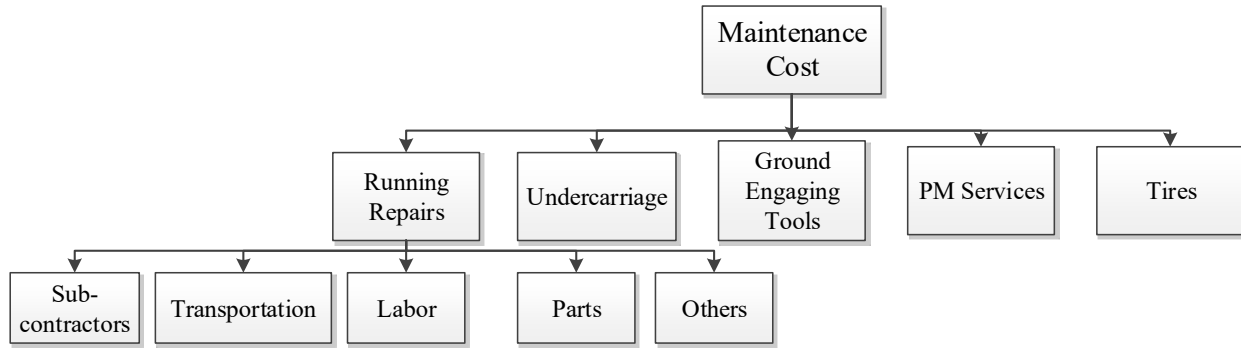 Maintenance
Cost
Running
Repairs
Undercarriage
Ground
Engaging
Tools
PM Services
Tires
Sub-
contractors
Transportation
Labor
Parts
Others